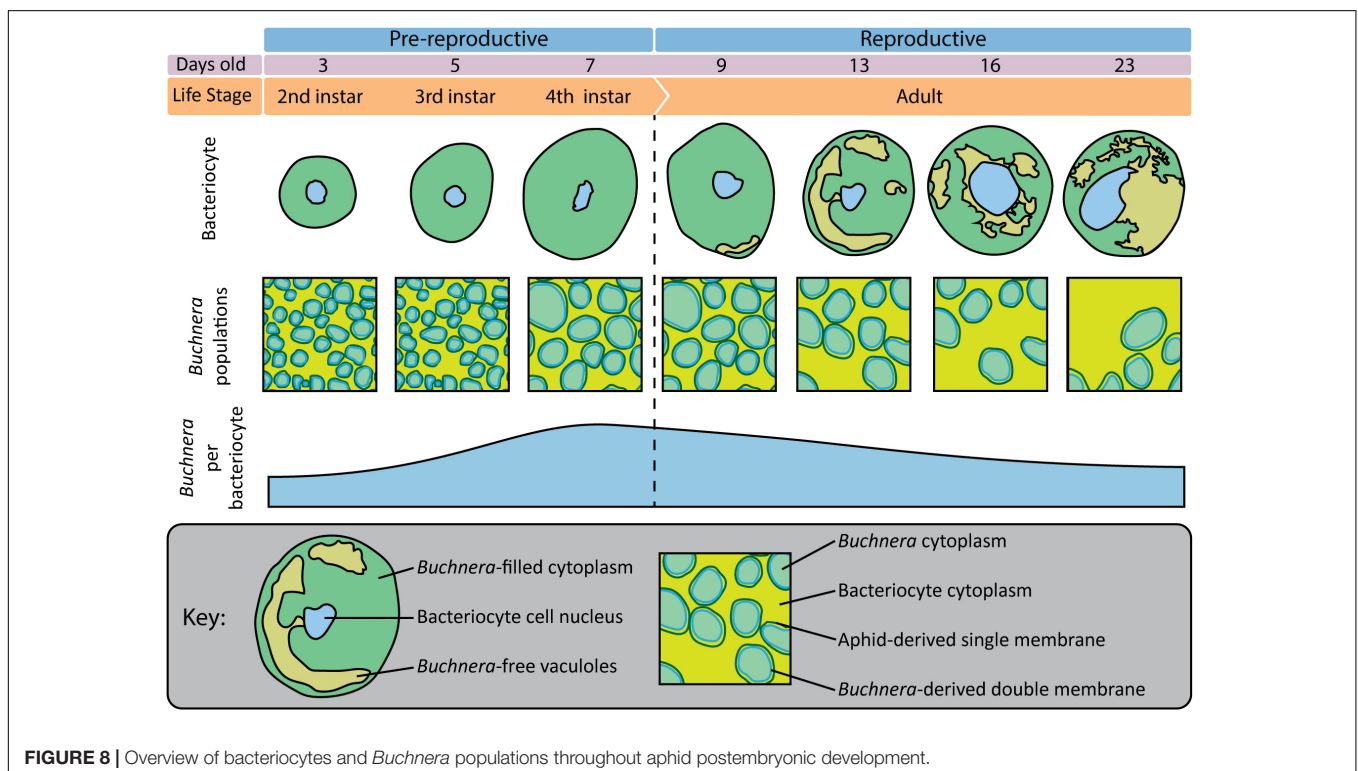 Pre-reproductive Reproductive
Days old 3 5 7 9 13 16 23
Life Stage 2nd instar 3rd instar 4th instar Adult
Bacteriocyte
Buchnera
populations
Buchnera
per
bacteriocyte
Key:
Buchnera-filled cytoplasm
Bacteriocyte cell nucleus
Buchnera-free vaculoles
Buchnera cytoplasm
Bacteriocyte cytoplasm
Aphid-derived single membrane
Buchnera-derived double membrane
FIGURE 8 | Overview of bacteriocytes and Buchnera populations throughout aphid postembryonic development.